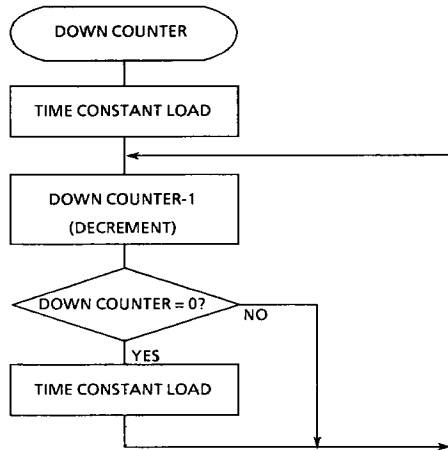 DOWN COUNTER
TIME CONSTANT LOAD
DOWN COUNTER-1
(DECREMENT)
DOWN COUNTER = 0?
NO
YES
TIME CONSTANT LOAD